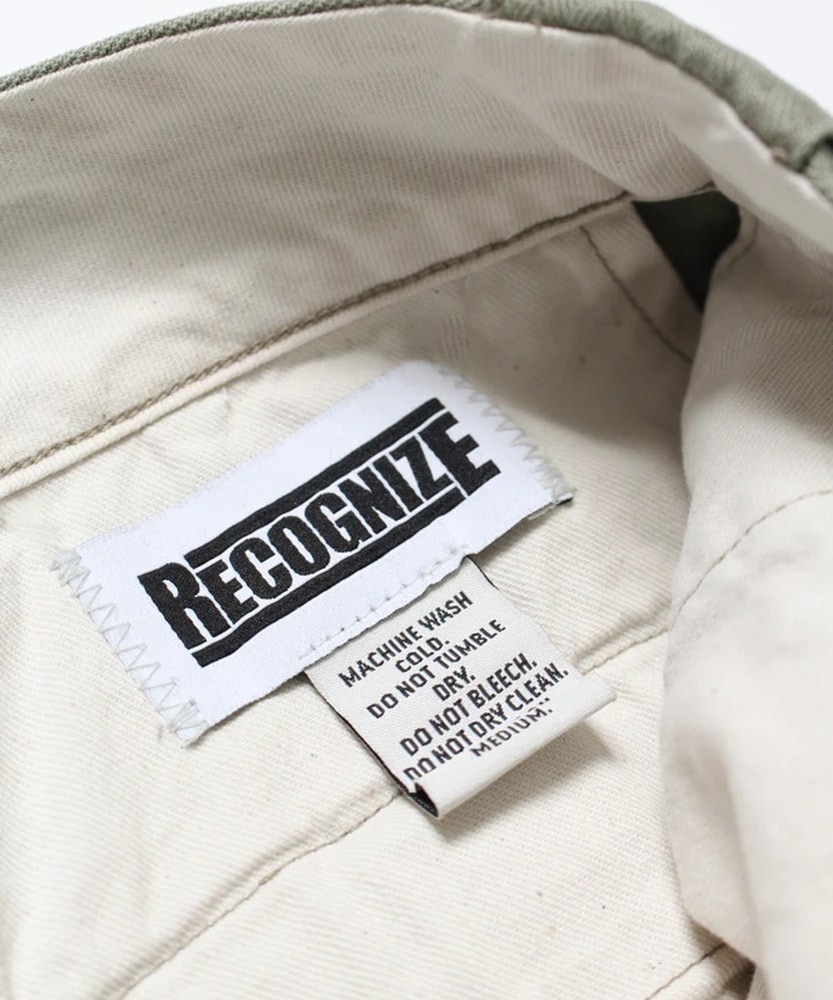 RECOGNIZE
MACHINE WASH
COLD.
DO NOT TUMBLE
DRY.
DO NOT BLEECH.
DO NOT DRY CLEAN.
MEDIUM."